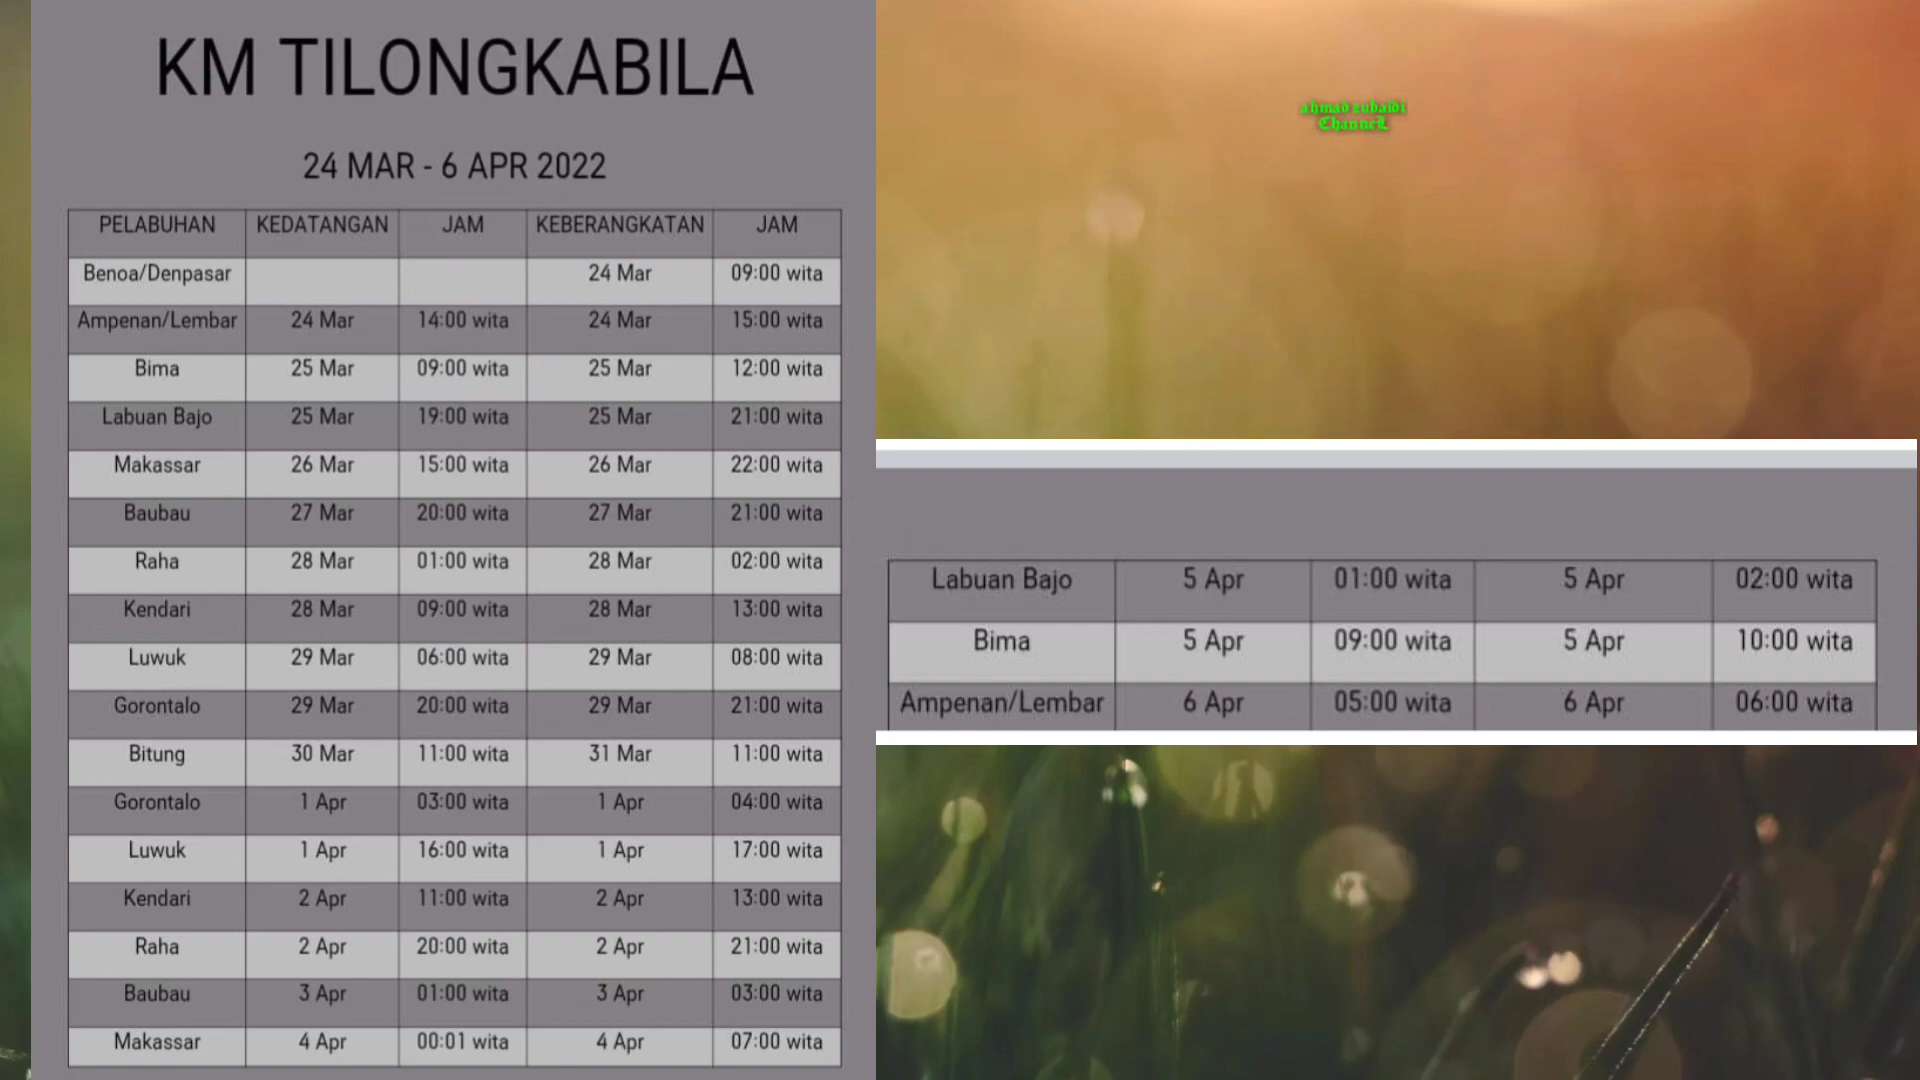 KM TILONGKABILA
24 MAR - 6 APR 2022
PELABUHAN KEDATANGAN JAM KEBERANGKATAN JAM
Benoa/Denpasar 24 Mar 09:00 wita
Ampenan/Lembar 24 Mar 14:00 wita 24 Mar 15:00 wita
Bima 25 Mar 09:00 wita 25 Mar 12:00 wita
Labuan Bajo 25 Mar 19:00 wita 25 Mar 21:00 wita
Makassar 26 Mar 15:00 wita 26 Mar 22:00 wita
Baubau 27 Mar 20:00 wita 27 Mar 21:00 wita
Raha 28 Mar 01:00 wita 28 Mar 02:00 wita
Kendari 28 Mar 09:00 wita 28 Mar 13:00 wita
Luwuk 29 Mar 06:00 wita 29 Mar 08:00 wita
Gorontalo 29 Mar 20:00 wita 29 Mar 21:00 wita
Bitung 30 Mar 11:00 wita 31 Mar 11:00 wita
Gorontalo 1 Apr 03:00 wita 1 Apr 04:00 wita
Luwuk 1 Apr 16:00 wita 1 Apr 17:00 wita
Kendari 2 Apr 11:00 wita 2 Apr 13:00 wita
Raha 2 Apr 20:00 wita 2 Apr 21:00 wita
Baubau 3 Apr 01:00 wita 3 Apr 03:00 wita
Makassar 4 Apr 00:01 wita 4 Apr 07:00 wita
ahmad zubaidi
ChanneL
Labuan Bajo 5 Apr 01:00 wita 5 Apr 02:00 wita
Bima 5 Apr 09:00 wita 5 Apr 10:00 wita
Ampenan/Lembar 6 Apr 05:00 wita 6 Apr 06:00 wita